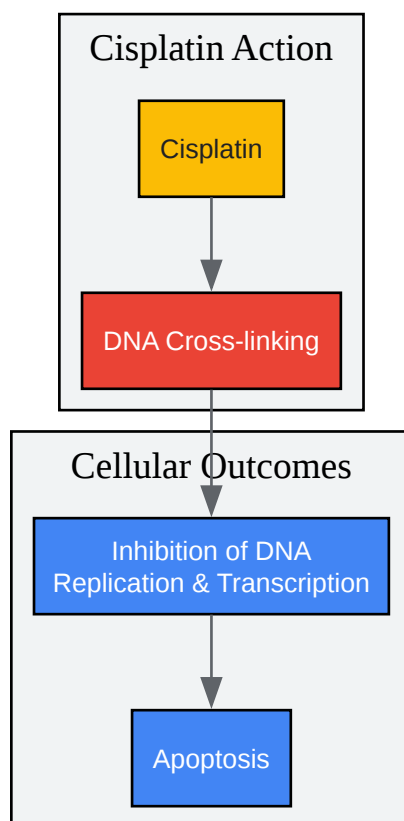 Cisplatin Action
Cisplatin
DNA Cross-linking
Cellular Outcomes
Inhibition of DNA
Replication & Transcription
Apoptosis